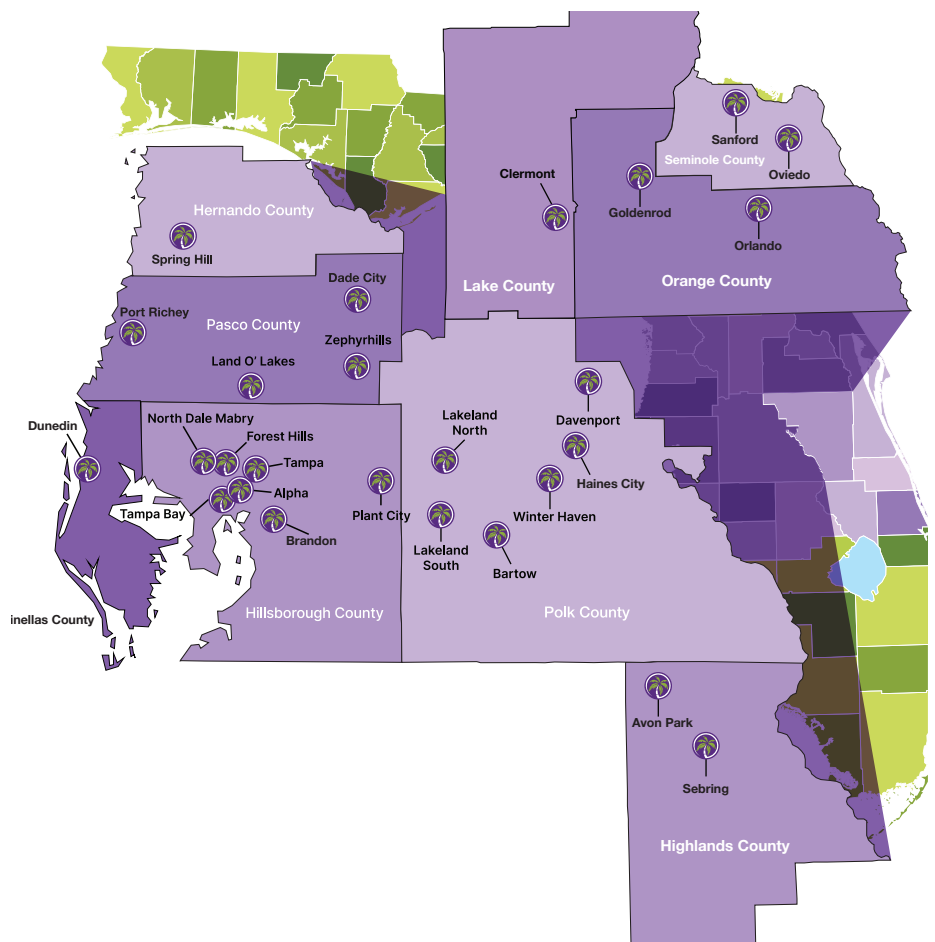 Sanford
Seminole County
Oviedo
Clermont
Goldenrod
Hernando County
Orlando
Spring Hill
Dade City
Lake County
Orange County
Port Richey
Pasco County
Zephyrhills
Land O' Lakes
Davenport
Lakeland
North
North Dale Mabry
Dunedin
Forest Hills
Tampa
Haines City
Alpha
Tampa Bay
Plant City
Winter Haven
Brandon
Lakeland
South
Bartow
Hillsborough County
Polk County
inellas County
Avon Park
Sebring
Highlands County